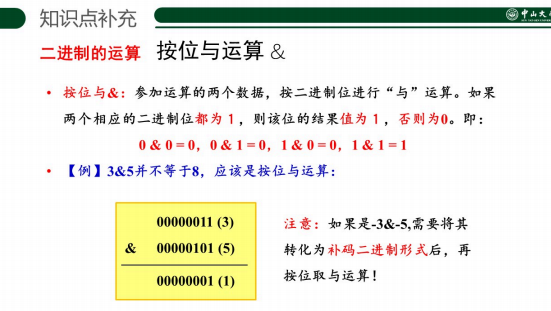 知识点补充
中山大
二进制的运算 按位与运算 &
• 按位与&：参加运算的两个数据，按二进制位进行“与”运算。如果
两个相应的二进制位都为１，则该位的结果值为１，否则为0。即：
0 & 0 = 0，0 & 1 = 0，1 & 0 = 0，1 & 1 = 1
• 【例】3&5并不等于8，应该是按位与运算：
00000011 (3)
& 00000101 (5)
00000001 (1)
注意：如果是-3&-5,需要将其
转化为补码二进制形式后，再
按位取与运算！